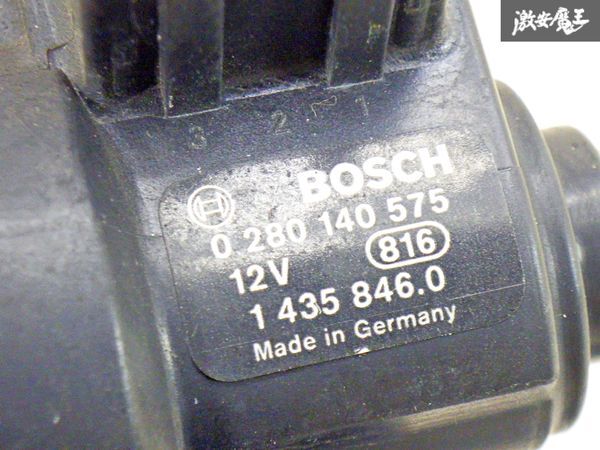 激安魔王
3 2 1
BOSCH
0 280 140 575
12V 816
1 435 846.0
Made in Germany